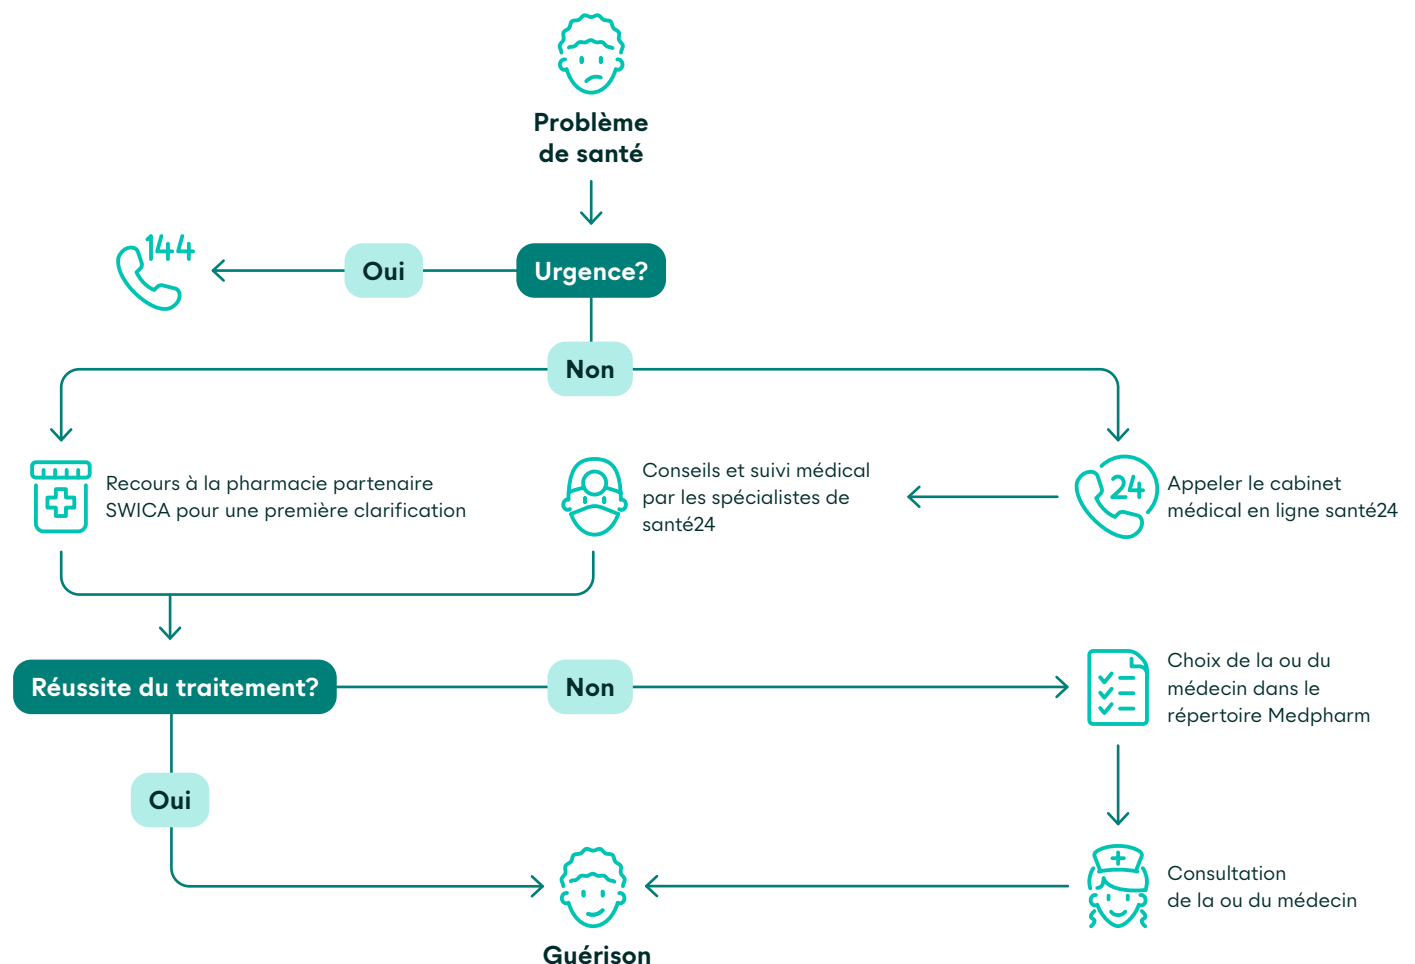 Problème
de santé
144
Oui
Urgence?
Non
Recours à la pharmacie partenaire
SWICA pour une première clarification
Conseils et suivi médical
par les spécialistes de
santé24
24
Appeler le cabinet
médical en ligne santé24
Réussite du traitement?
Non
Choix de la ou du
médecin dans le
répertoire Medpharm
Oui
Consultation
de la ou du médecin
Guérison